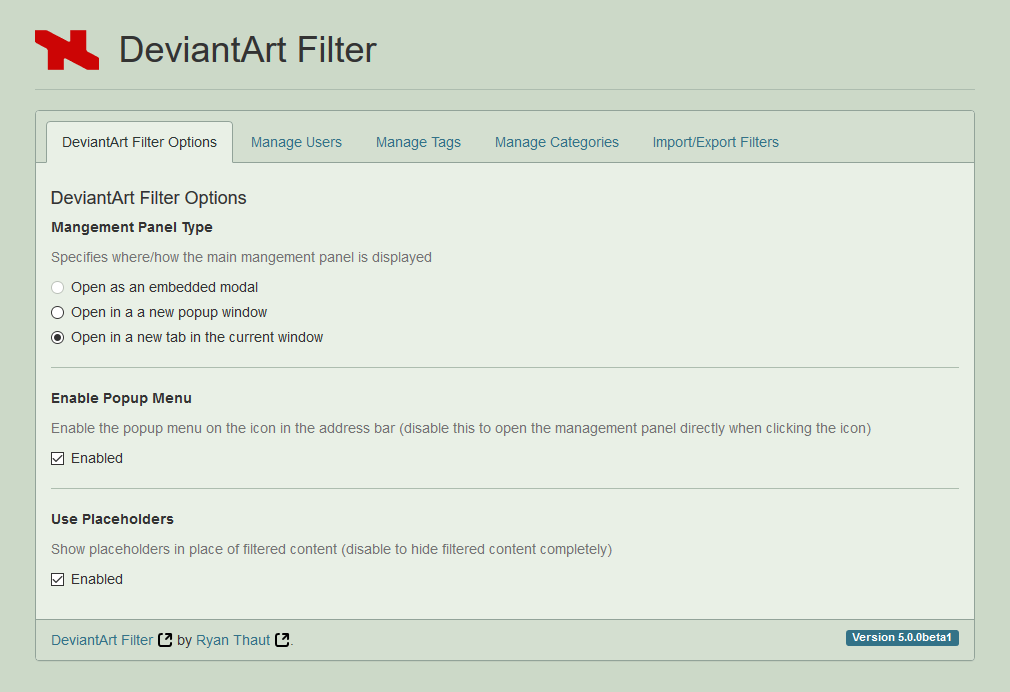 DeviantArt Filter
DeviantArt Filter Options
Manage Users
Manage Tags
Manage Categories
Import/Export Filters
DeviantArt Filter Options
Mangement Panel Type
Specifies where/how the main mangement panel is displayed
Open as an embedded modal
Open in a a new popup window
Open in a new tab in the current window
Enable Popup Menu
Enable the popup menu on the icon in the address bar (disable this to open the management panel directly when clicking the icon)
Enabled
Use Placeholders
Show placeholders in place of filtered content (disable to hide filtered content completely)
Enabled
DeviantArt Filter by Ryan Thaut .
Version 5.0.0beta1